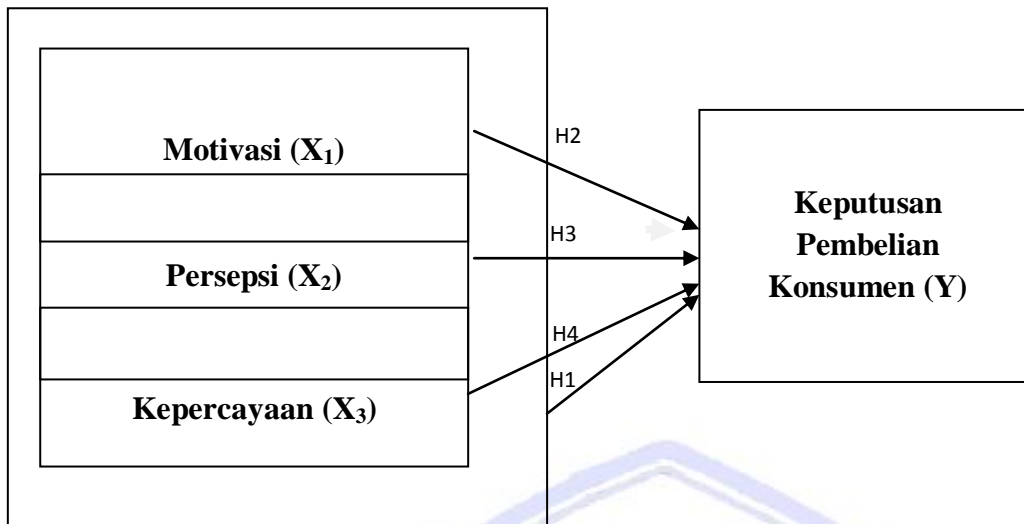 Motivasi (X₁)
H2
Keputusan
Pembelian
Konsumen (Y)
H3
Persepsi (X₂)
H4
H1
Kepercayaan (X₃)